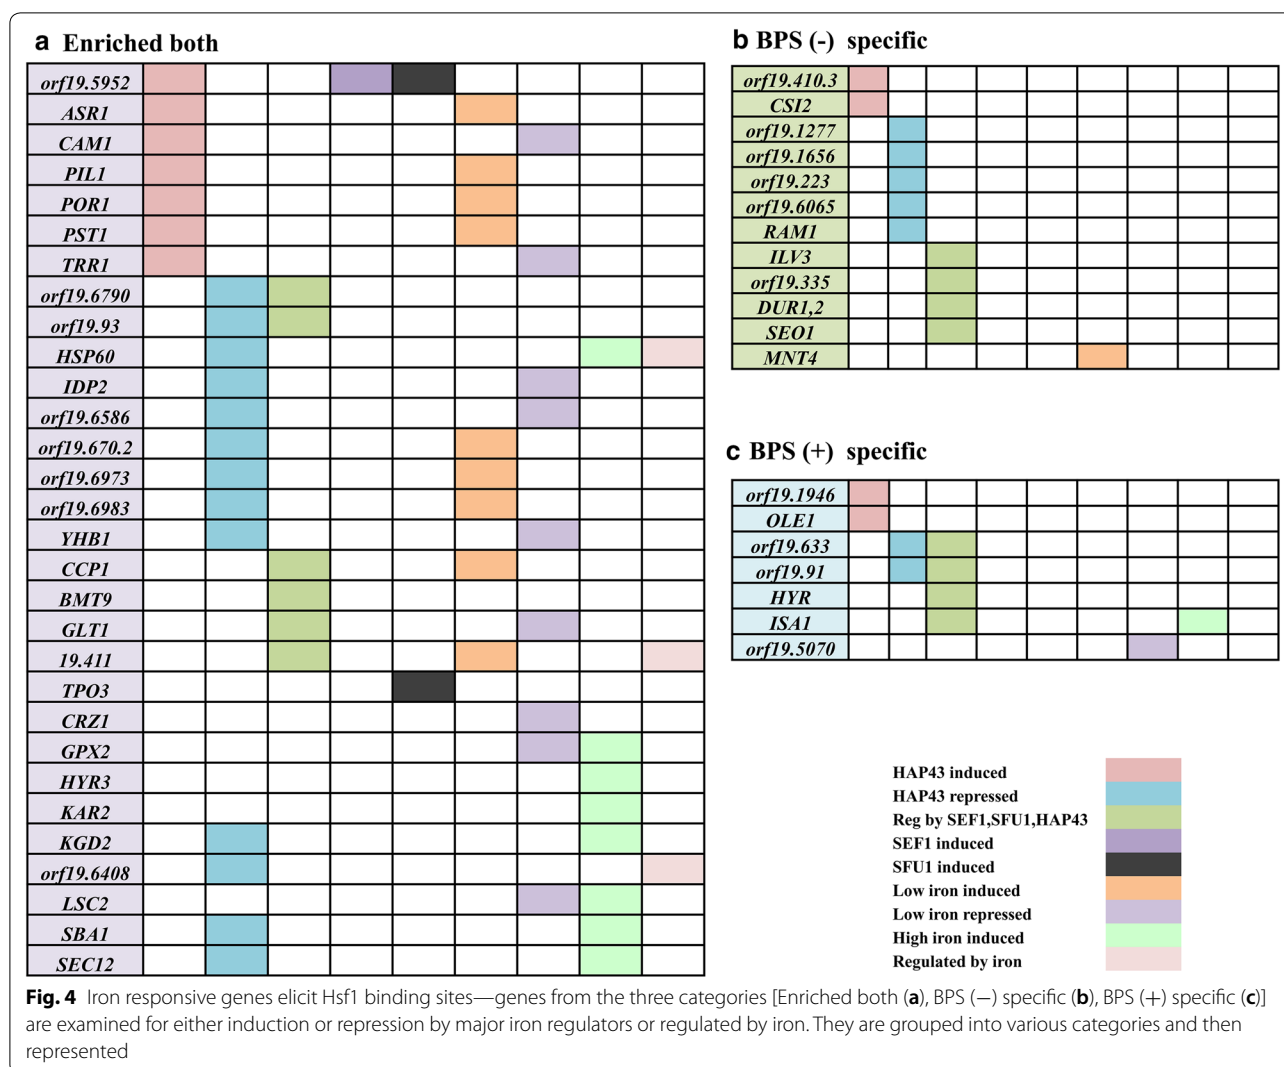 a Enriched both
orf19.5952
ASR1
CAM1
PIL1
POR1
PST1
TRR1
orf19.6790
orf19.93
HSP60
IDP2
orf19.6586
orf19.670.2
orf19.6973
orf19.6983
YHB1
CCP1
BMT9
GLT1
19.411
TPO3
CRZ1
GPX2
HYR3
KAR2
KGD2
orf19.6408
LSC2
SBA1
SEC12
b BPS (-) specific
orf19.410.3
CSI2
orf19.1277
orf19.1656
orf19.223
orf19.6065
RAM1
ILV3
orf19.335
DUR1,2
SEO1
MNT4
c BPS (+) specific
orf19.1946
OLE1
orf19.633
orf19.91
HYR
ISA1
orf19.5070
HAP43 induced
HAP43 repressed
Reg by SEF1,SFU1,HAP43
SEF1 induced
SFU1 induced
Low iron induced
Low iron repressed
High iron induced
Regulated by iron
Fig. 4 Iron responsive genes elicit Hsf1 binding sites—genes from the three categories [Enriched both (a), BPS (−) specific (b), BPS (+) specific (c)]
are examined for either induction or repression by major iron regulators or regulated by iron. They are grouped into various categories and then
represented